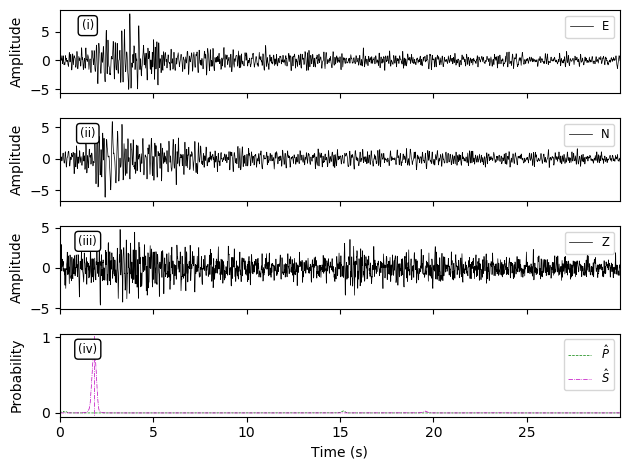 (i)
E
Amplitude
5
0
−5
(ii)
N
Amplitude
5
0
−5
(iii)
Z
Amplitude
5
0
−5
(iv)
P̂
Ŝ
Probability
1
0
0 5 10 15 20 25
Time (s)